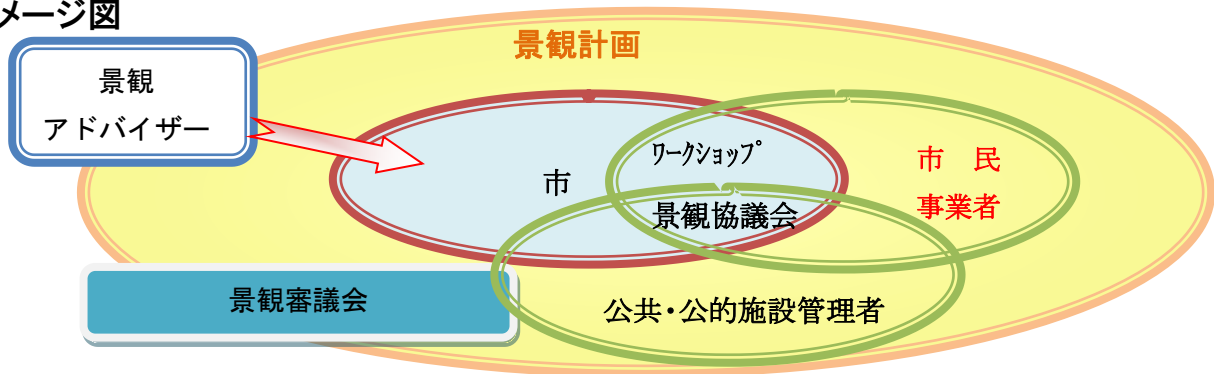 メージ図
景観計画
景観
アドバイザー
ﾜｰｸｼｮｯﾌﾟ
市
市　民
事業者
景観協議会
景観審議会
公共・公的施設管理者